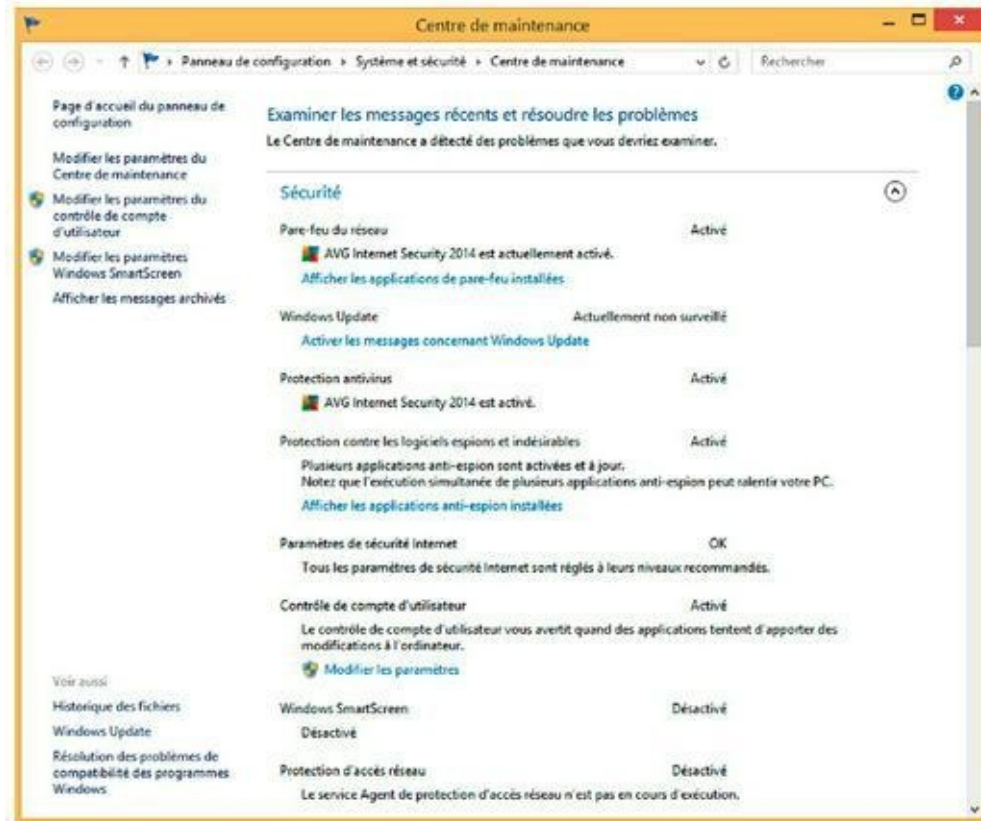 Centre de maintenance
Panneau de configuration
Système et sécurité
Centre de maintenance
Rechercher
Page d'accueil du panneau de
configuration
Modifier les paramètres du
Centre de maintenance
Modifier les paramètres du
contrôle de compte
d'utilisateur
Modifier les paramètres
Windows SmartScreen
Afficher les messages archivés
Examiner les messages récents et résoudre les problèmes
Le Centre de maintenance a détecté des problèmes que vous devriez examiner.
Sécurité
Pare-feu du réseau Activé
AVG Internet Security 2014 est actuellement activé.
Afficher les applications de pare-feu installées
Windows Update Actuellement non surveillé
Activer les messages concernant Windows Update
Protection antivirus Activé
AVG Internet Security 2014 est activé.
Protection contre les logiciels espions et indésirables Activé
Plusieurs applications anti-espion sont activées et à jour.
Notez que l'exécution simultanée de plusieurs applications anti-espion peut ralentir votre PC.
Afficher les applications anti-espion installées
Paramètres de sécurité Internet OK
Tous les paramètres de sécurité Internet sont réglés à leurs niveaux recommandés.
Contrôle de compte d'utilisateur Activé
Le contrôle de compte d'utilisateur vous avertit quand des applications tentent d'apporter des
modifications à l'ordinateur.
Modifier les paramètres
Windows SmartScreen Désactivé
Désactivé
Protection d'accès réseau Désactivé
Le service Agent de protection d'accès réseau n'est pas en cours d'exécution.
Voir aussi
Historique des fichiers
Windows Update
Résolution des problèmes de
compatibilité des programmes
Windows